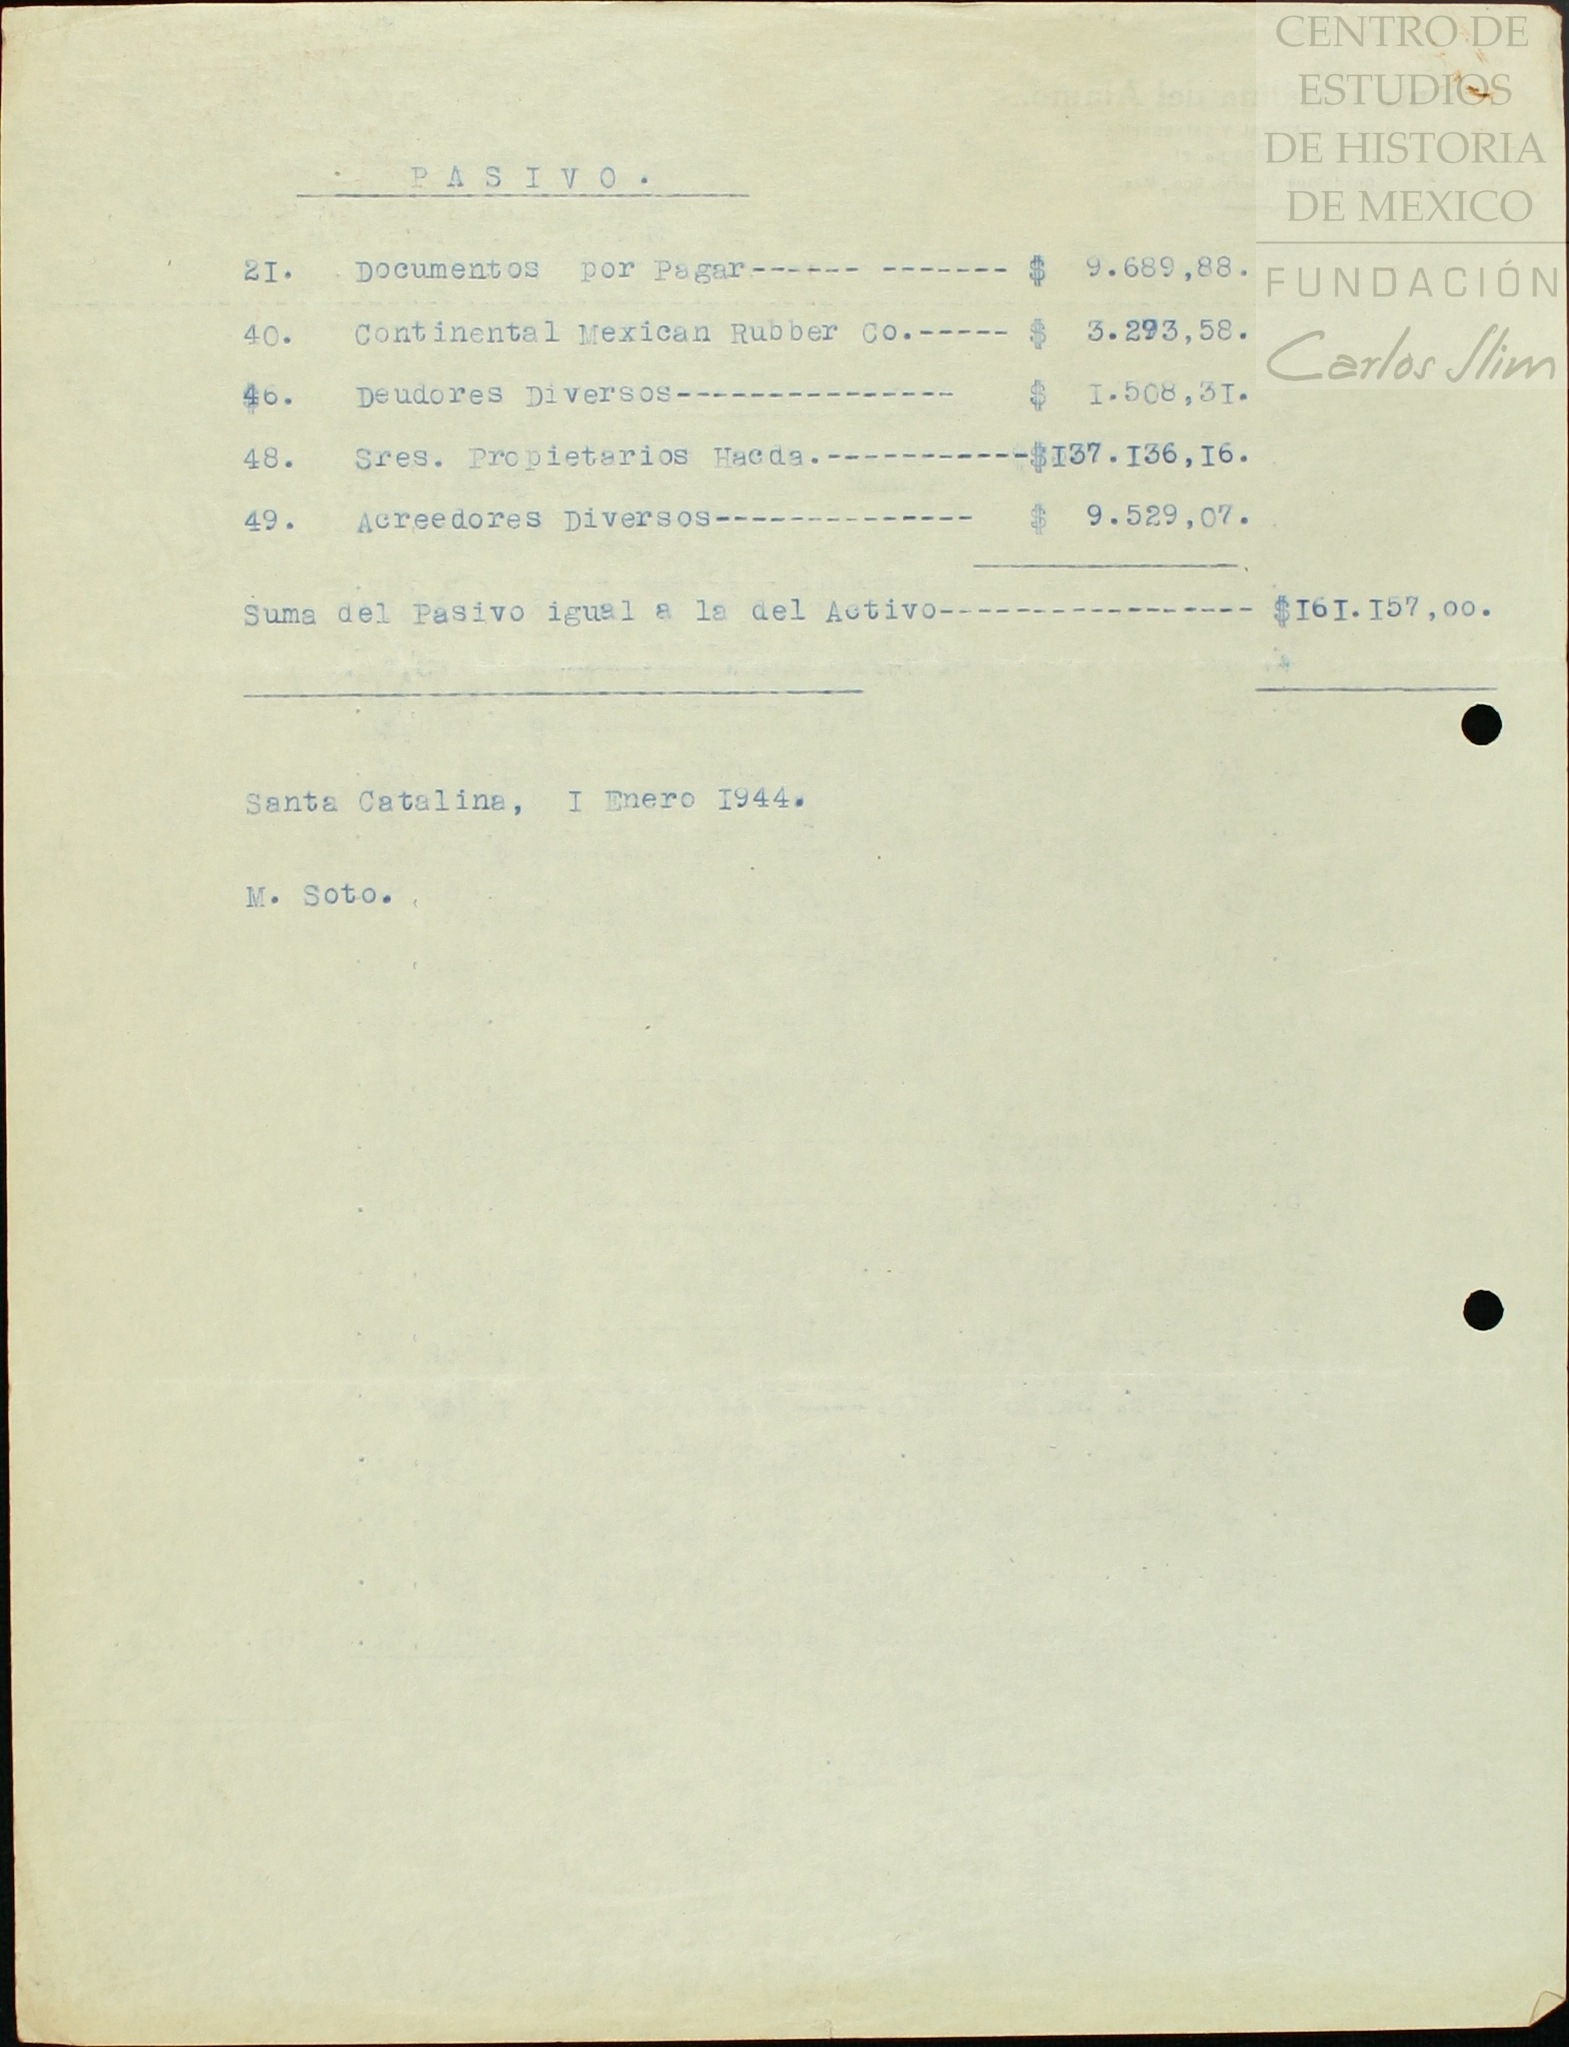 CENTRO DE
ESTUDIOS
DE HISTORIA
DE MEXICO
FUNDACIÓN
Carlos Slim
P A S I V O .
21. Documentos por Pagar------ ------- $ 9.689,88.
40. Continental Mexican Rubber Co.----- $ 3.293,58.
46. Deudores Diversos--------------- $ I.508,3I.
48. Sres. Propietarios Hacda.-----------$I37.I36,I6.
49. Acreedores Diversos-------------- $ 9.529,07.
Suma del Pasivo igual a la del Activo----------------- $I6I.I57,oo.
Santa Catalina, I Enero I944.
M. Soto.